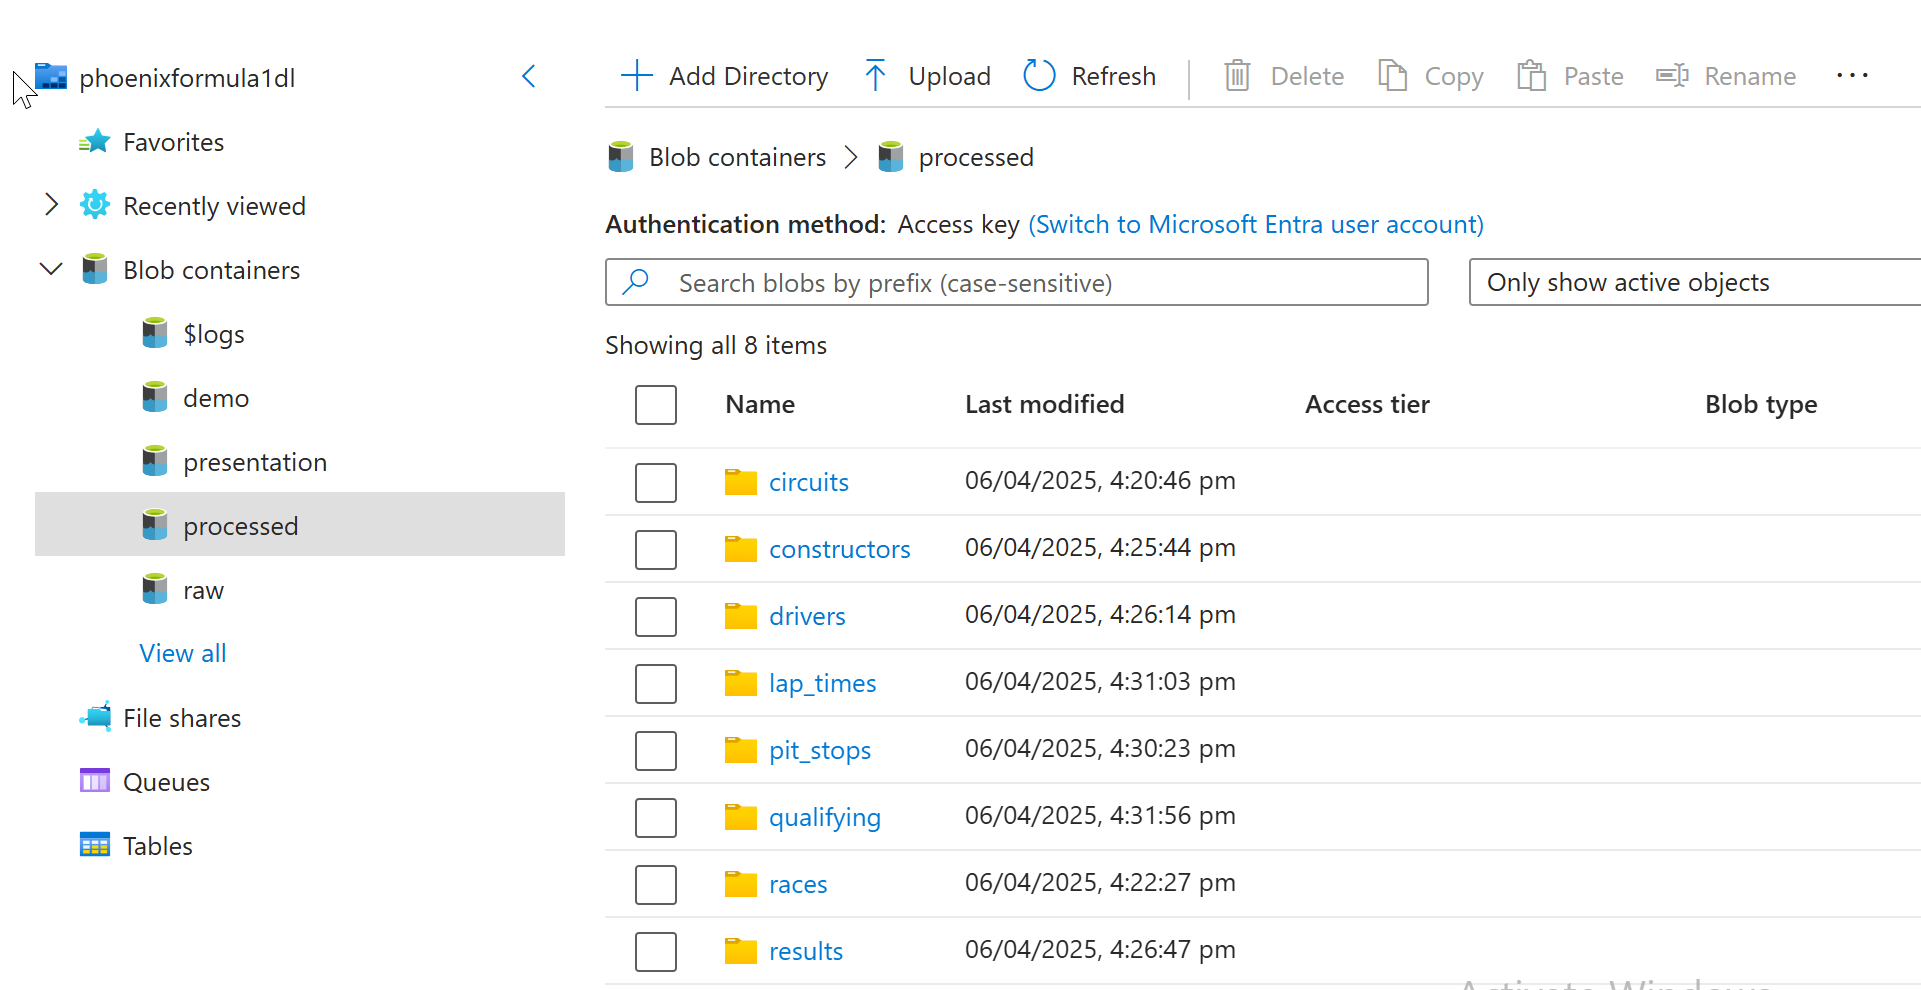 phoenixformula1dl
Favorites
Recently viewed
Blob containers
$logs
demo
presentation
processed
raw
View all
File shares
Queues
Tables
Add Directory Upload Refresh Delete Copy Paste Rename ...
Blob containers > processed
Authentication method: Access key (Switch to Microsoft Entra user account)
Search blobs by prefix (case-sensitive) Only show active objects
Showing all 8 items
Name Last modified Access tier Blob type
circuits 06/04/2025, 4:20:46 pm
constructors 06/04/2025, 4:25:44 pm
drivers 06/04/2025, 4:26:14 pm
lap_times 06/04/2025, 4:31:03 pm
pit_stops 06/04/2025, 4:30:23 pm
qualifying 06/04/2025, 4:31:56 pm
races 06/04/2025, 4:22:27 pm
results 06/04/2025, 4:26:47 pm
Activate Windows